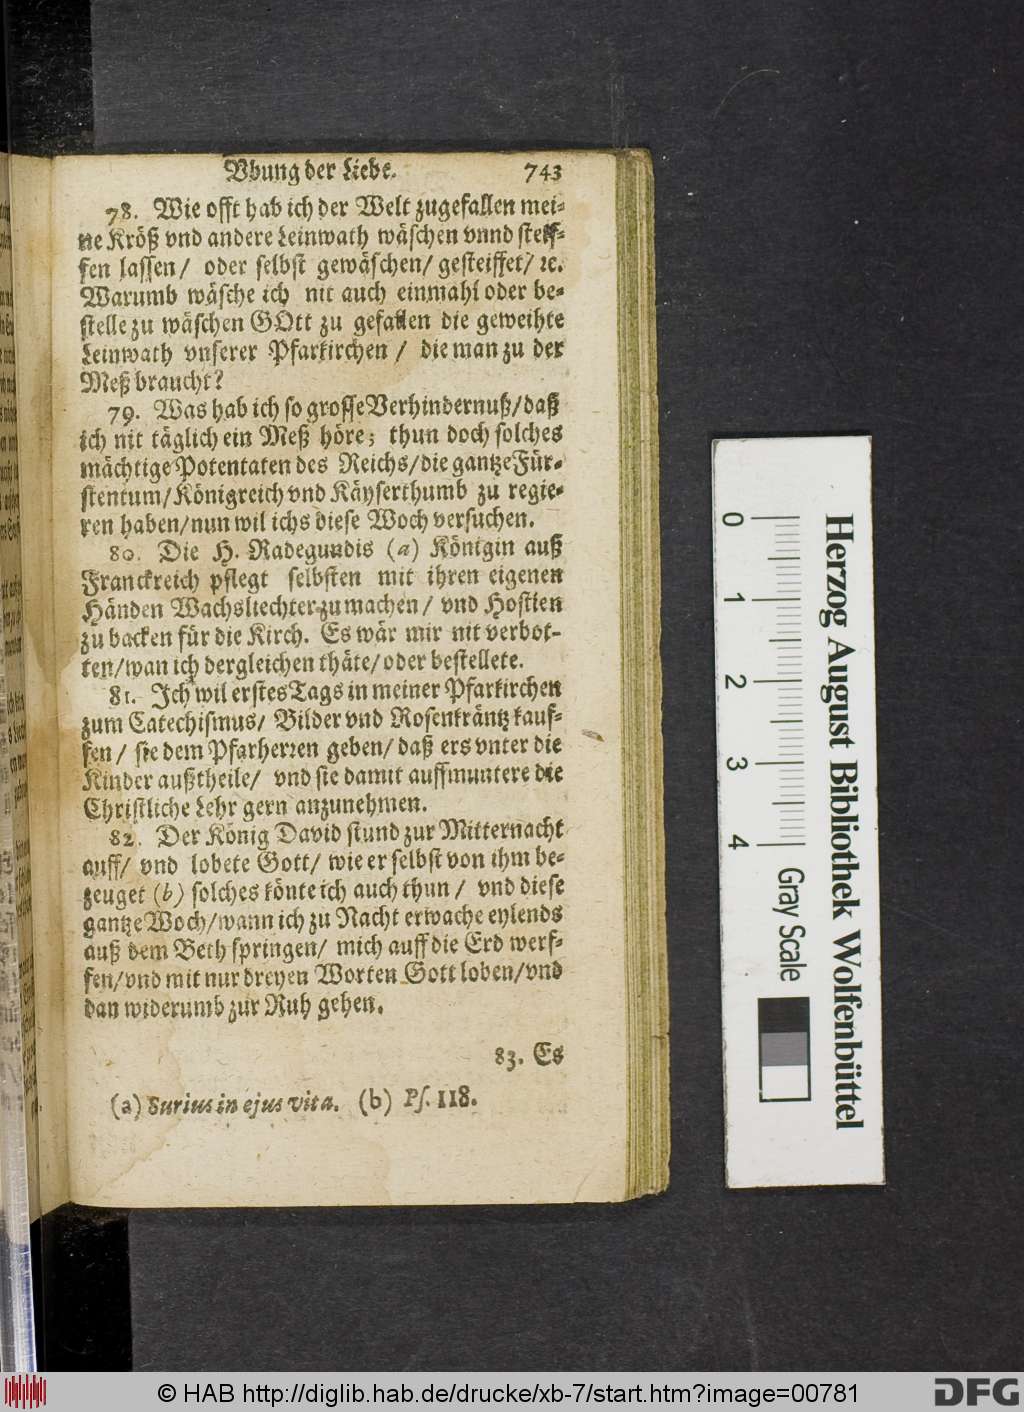 Vbung der Liebe. 743
78. Wie offt hab ich der Welt zugefallen mei-
ne Kröß vnd andere Leinwath wäschen vnnd steif-
fen lassen/ oder selbst gewäschen/ gesteiffet/ ꝛc.
Warumb wäsche ich nit auch einmahl oder be-
stelle zu wäschen GOtt zu gefallen die geweihte
Leinwath vnserer Pfarkirchen / die man zu der
Meß braucht?
79. Was hab ich so grosse Verhindernuß/daß
ich nit täglich ein Meß höre; thun doch solches
mächtige Potentaten des Reichs/die gantze Für-
stentum/Königreich vnd Käyserthumb zu regie-
ren haben/nun wil ichs diese Woch versuchen.
80. Die H. Radegundis (a) Königin auß
Franckreich pflegt selbsten mit ihren eigenen
Händen Wachsliechter zu machen/ vnd Hostien
zu backen für die Kirch. Es wär mir nit verbot-
ten/wan ich dergleichen thäte/oder bestellete.
81. Ich wil erstes Tags in meiner Pfarkirchen
zum Catechismus/ Bilder vnd Rosenkräntz kauf-
fen / sie dem Pfarherren geben/ daß ers vnter die
Kinder außtheile/ vnd sie damit auffmuntere die
Christliche Lehr gern anzunehmen.
82. Der König David stund zur Mitternacht
auff/ vnd lobete Gott/ wie er selbst von ihm be-
zeuget (b) solches könte ich auch thun / vnd diese
gantze Woch/wann ich zu Nacht erwache eylends
auß dem Beth springen/ mich auff die Erd werf-
fen/vnd mit nur dreyen Worten Gott loben/vnd
dan widerumb zur Ruh gehen.
83. Es
(a) Surius in ejus vita. (b) Ps. 118.
Herzog August Bibliothek Wolfenbüttel
0 1 2 3 4 Gray Scale
© HAB http://diglib.hab.de/drucke/xb-7/start.htm?image=00781
DFG